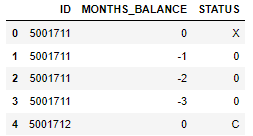 ID MONTHS_BALANCE STATUS
0 5001711 0 X
1 5001711 -1 0
2 5001711 -2 0
3 5001711 -3 0
4 5001712 0 C